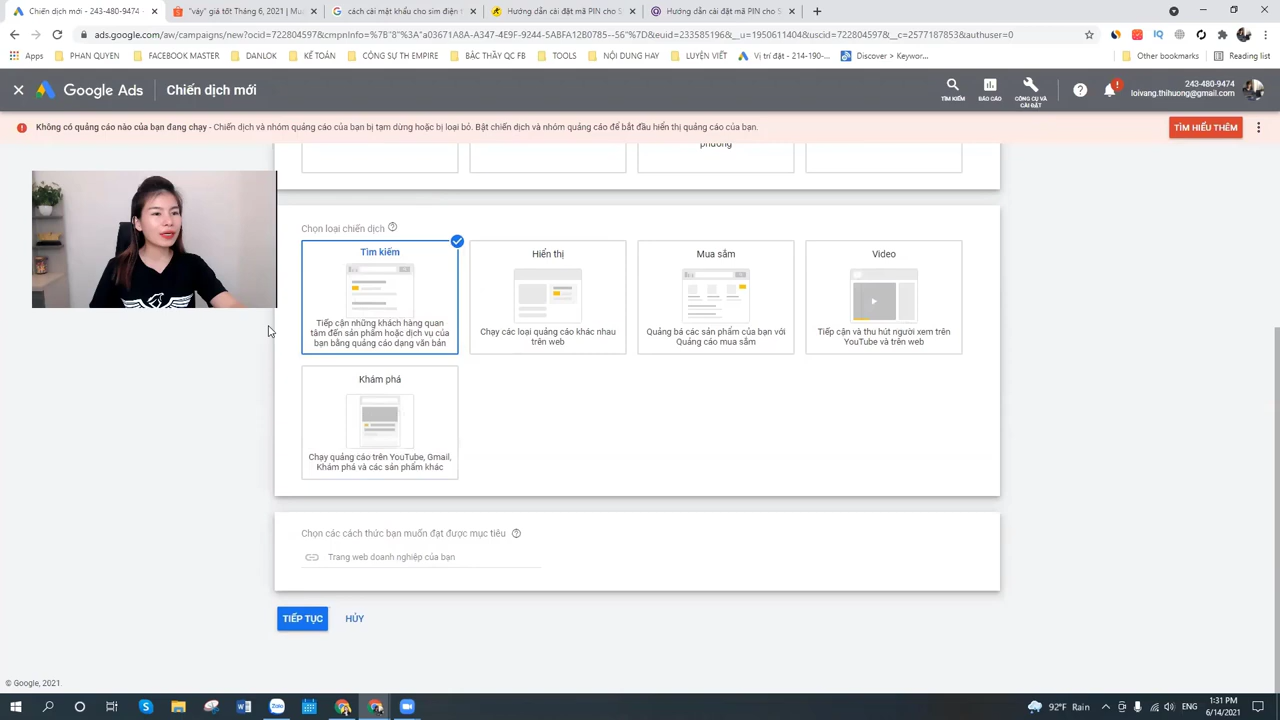 Chiến dịch mới - 243-480-9474 -
"váy" giá tốt Tháng 6, 2021 | Mua
cách cài mật khẩu cho sim điện t
Hướng dẫn cài đặt mã PIN cho S
Hướng dẫn cài đặt mã PIN cho S
ads.google.com/aw/campaigns/new?ocid=722804597&cmpnInfo=%7B"8"%3A"a03671A8A-A347-4E9F-9244-5ABFA12B0785--56"%7D&euid=233585196&__u=1950611404&uscid=722804597&__c=2577187853&authuser=0
Apps
PHAN QUYEN
FACEBOOK MASTER
DANLOK
KẾ TOÁN
CỘNG SỰ TH EMPIRE
BẬC THẦY QC FB
TOOLS
NỘI DUNG HAY
LUYỆN VIẾT
Vị trí đặt - 214-190-...
Discover > Keywor...
Other bookmarks
Reading list
Google Ads
Chiến dịch mới
TÌM KIẾM
BÁO CÁO
CÔNG CỤ VÀ
CÀI ĐẶT
243-480-9474
loivang.thihuong@gmail.com
Không có quảng cáo nào của bạn đang chạy - Chiến dịch và nhóm quảng cáo của bạn bị tạm dừng hoặc bị loại bỏ. Bật chiến dịch và nhóm quảng cáo để bắt đầu hiển thị quảng cáo của bạn.
TÌM HIỂU THÊM
phương
Chọn loại chiến dịch
Tìm kiếm
Tiếp cận những khách hàng quan
tâm đến sản phẩm hoặc dịch vụ của
bạn bằng quảng cáo dạng văn bản
Hiển thị
Chạy các loại quảng cáo khác nhau
trên web
Mua sắm
Quảng bá các sản phẩm của bạn với
Quảng cáo mua sắm
Video
Tiếp cận và thu hút người xem trên
YouTube và trên web
Khám phá
Chạy quảng cáo trên YouTube, Gmail,
Khám phá và các sản phẩm khác
Chọn các cách thức bạn muốn đạt được mục tiêu
Trang web doanh nghiệp của bạn
TIẾP TỤC
HỦY
© Google, 2021.
92°F Rain
ENG
1:31 PM
6/14/2021